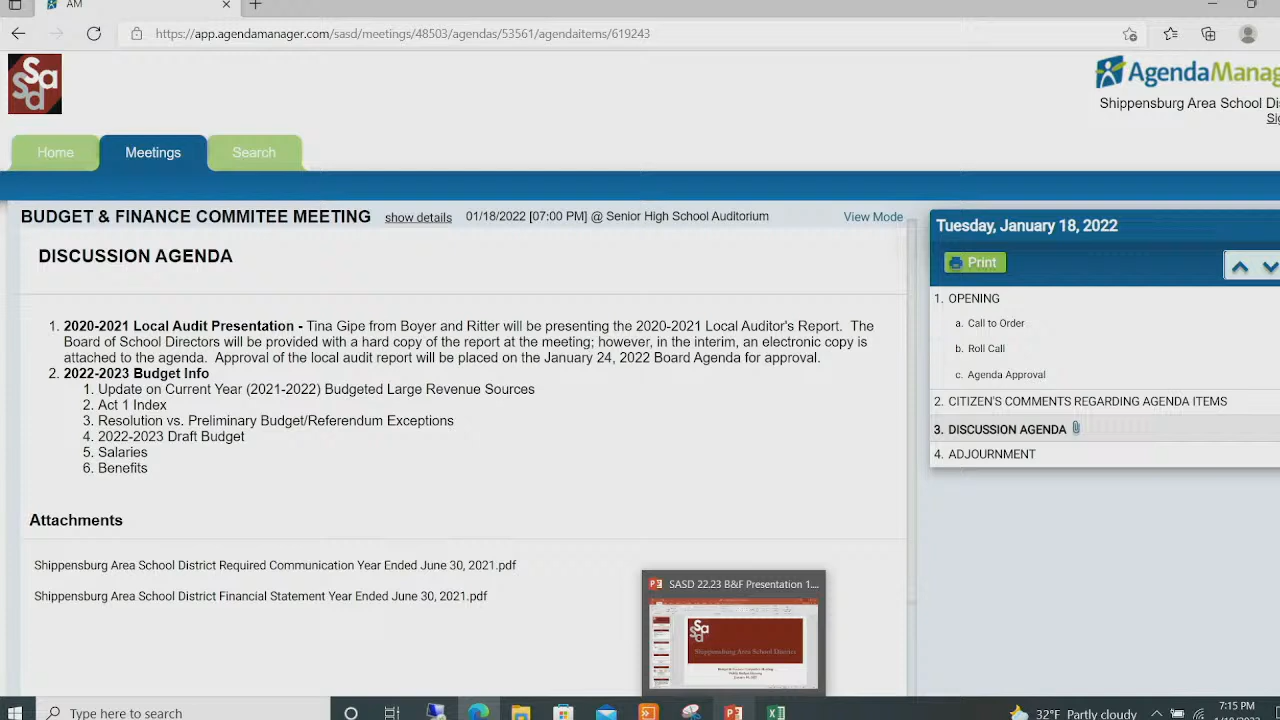 AM
https://app.agendamanager.com/sasd/meetings/48503/agendas/53561/agendaitems/619243
Sa
Sd
AgendaManag
Shippensburg Area School Di
Si
Home
Meetings
Search
BUDGET & FINANCE COMMITEE MEETING show details 01/18/2022 [07:00 PM] @ Senior High School Auditorium
View Mode
DISCUSSION AGENDA
1. 2020-2021 Local Audit Presentation - Tina Gipe from Boyer and Ritter will be presenting the 2020-2021 Local Auditor's Report. The
Board of School Directors will be provided with a hard copy of the report at the meeting; however, in the interim, an electronic copy is
attached to the agenda. Approval of the local audit report will be placed on the January 24, 2022 Board Agenda for approval.
2. 2022-2023 Budget Info
1. Update on Current Year (2021-2022) Budgeted Large Revenue Sources
2. Act 1 Index
3. Resolution vs. Preliminary Budget/Referendum Exceptions
4. 2022-2023 Draft Budget
5. Salaries
6. Benefits
Attachments
Shippensburg Area School District Required Communication Year Ended June 30, 2021.pdf
Shippensburg Area School District Financial Statement Year Ended June 30, 2021.pdf
Tuesday, January 18, 2022
Print
1. OPENING
a. Call to Order
b. Roll Call
c. Agenda Approval
2. CITIZEN'S COMMENTS REGARDING AGENDA ITEMS
3. DISCUSSION AGENDA
4. ADJOURNMENT
SASD 22.23 B&F Presentation 1....
Shippensburg Area School District
Type here to search
32°F Partly cloudy
7:15 PM